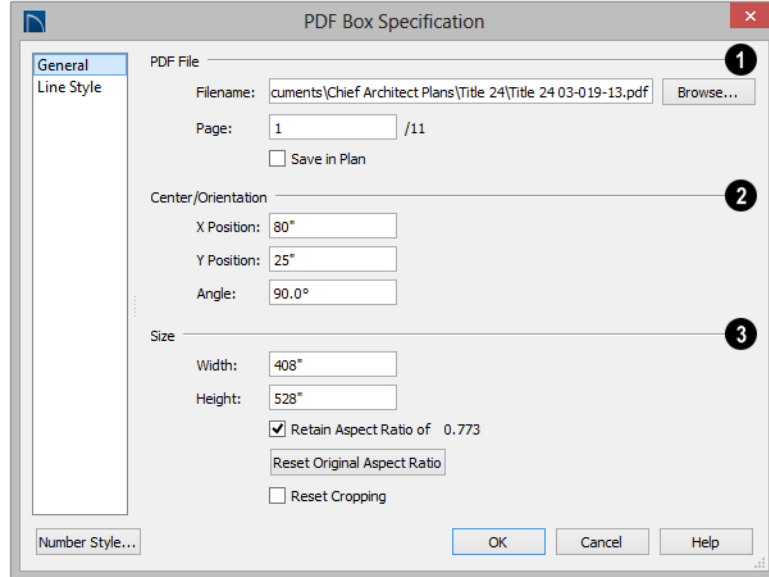 PDF Box Specification
General
Line Style
PDF File
1
Filename: cuments\Chief Architect Plans\Title 24\Title 24 03-019-13.pdf Browse...
Page: 1 /11
Save in Plan
Center/Orientation
2
X Position: 80"
Y Position: 25"
Angle: 90.0°
Size
3
Width: 408"
Height: 528"
Retain Aspect Ratio of 0.773
Reset Original Aspect Ratio
Reset Cropping
Number Style... OK Cancel Help